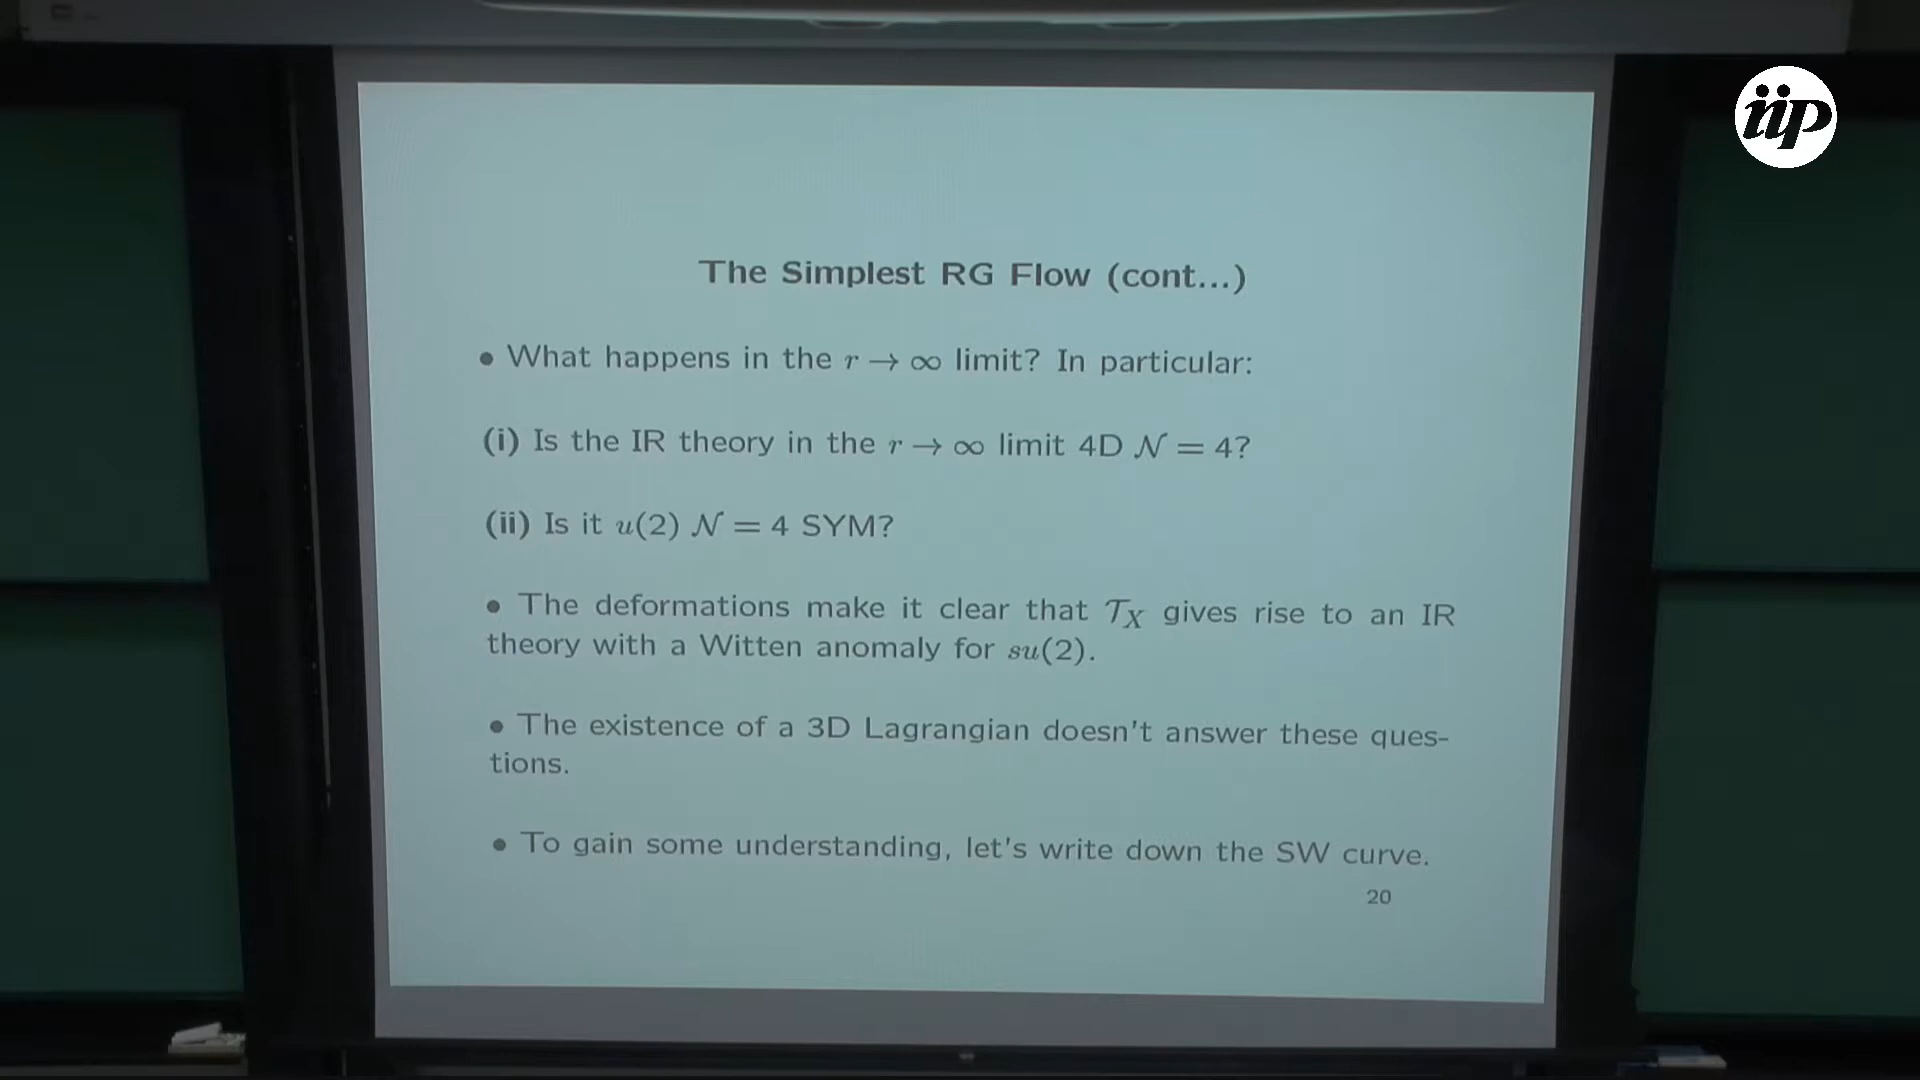 iip
The Simplest RG Flow (cont...)
• What happens in the r → ∞ limit? In particular:
(i) Is the IR theory in the r → ∞ limit 4D 𝒩 = 4?
(ii) Is it u(2) 𝒩 = 4 SYM?
• The deformations make it clear that 𝒯_X gives rise to an IR
theory with a Witten anomaly for su(2).
• The existence of a 3D Lagrangian doesn't answer these ques-
tions.
• To gain some understanding, let's write down the SW curve.
20